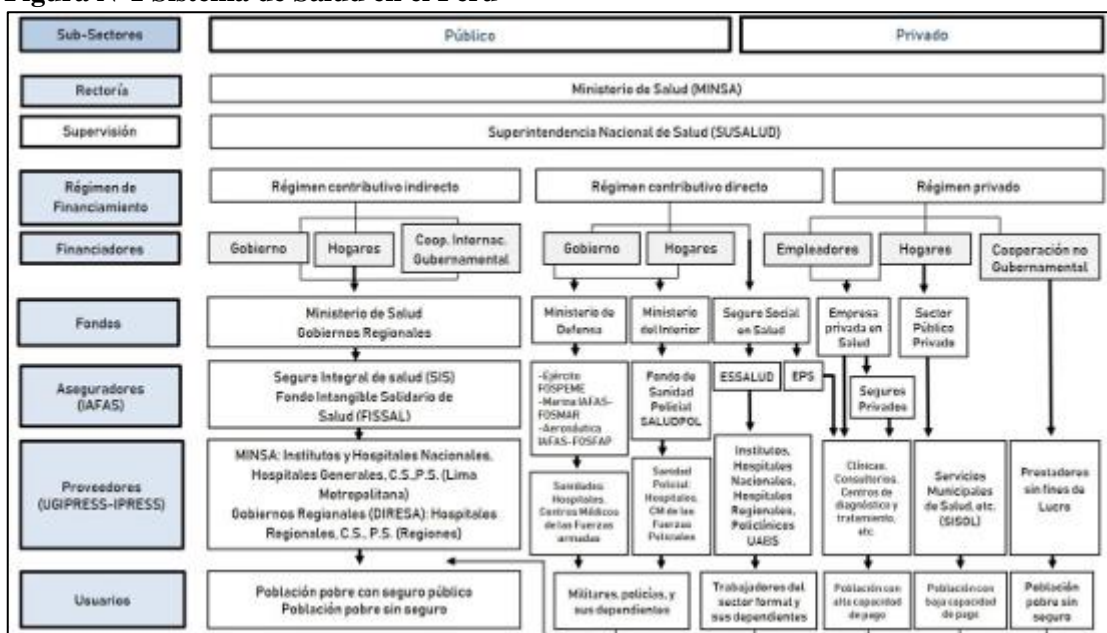 Figura N°1 Sistema de Salud en el Perú
Sub-Sectores
Público
Privado
Rectoría
Ministerio de Salud (MINSA)
Supervisión
Superintendencia Nacional de Salud (SUSALUD)
Régimen de
Financiamiento
Régimen contributivo indirecto
Régimen contributivo directo
Régimen privado
Financiadores
Gobierno
Hogares
Coop. Internac.
Gubernamental
Gobierno
Hogares
Empleadores
Hogares
Cooperación no
Gubernamental
Fondos
Ministerio de Salud
Gobiernos Regionales
Ministerio de
Defensa
Ministerio
del Interior
Seguro Social
en Salud
Empresa
privada en
Salud
Sector
Público
Privado
Aseguradores
(IAFAS)
Seguro Integral de salud (SIS)
Fondo Intangible Solidario de
Salud (FISSAL)
-Ejército
FOSPEME
-Marina IAFAS-
FOSMAR
-Aeronáutica
IAFAS-FOSFAP
Fondo de
Sanidad
Policial
SALUDPOL
ESSALUD
EPS
Seguros
Privados
Proveedores
(UGIPRESS-IPRESS)
MINSA: Institutos y Hospitales Nacionales,
Hospitales Generales, C.S.,P.S. (Lima
Metropolitana)
Gobiernos Regionales (DIRESA): Hospitales
Regionales, C.S., P.S. (Regiones)
Sanidades
Hospitales,
Centros Médicos
de las Fuerzas
armadas
Sanidad
Policial:
Hospitales,
CM de las
Fuerzas
Policiales
Institutos,
Hospitales
Nacionales,
Hospitales
Regionales,
Policlínicos
UABS
Clínicas,
Consultorios,
Centros de
diagnóstico y
tratamiento,
etc.
Servicios
Municipales
de Salud, etc.
(SISOL)
Prestadores
sin fines de
Lucro
Usuarios
Población pobre con seguro público
Población pobre sin seguro
Militares, policías, y
sus dependientes
Trabajadores del
sector formal y
sus dependientes
Población con
alta capacidad
de pago
Población con
baja capacidad
de pago
Población
pobre sin
seguro